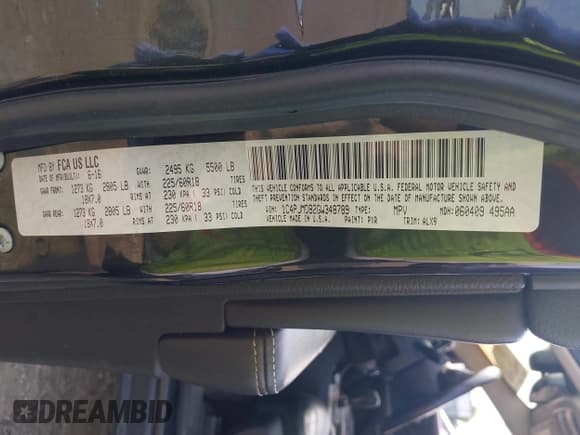 MFD BY FCA US LLC
DATE OF MFR/BUILT: 6-16
GVWR: 2495 KG 5500 LB
GAWR FRONT: 1273 KG 2805 LB WITH 225/60R18 TIRES
18X7.0 RIMS AT 230 KPA ( 33 PSI) COLD
GAWR REAR: 1273 KG 2805 LB WITH 225/60R18 TIRES
18X7.0 RIMS AT 230 KPA ( 33 PSI) COLD
THIS VEHICLE CONFORMS TO ALL APPLICABLE U.S.A. FEDERAL MOTOR VEHICLE SAFETY AND
THEFT PREVENTION STANDARDS IN EFFECT ON THE DATE OF MANUFACTURE SHOWN ABOVE.
TYPE: MPV MDH: 060409 495AA
VEHICLE MADE IN U.S.A. PAINT: PXR TRIM: ALX9
DREAMBID